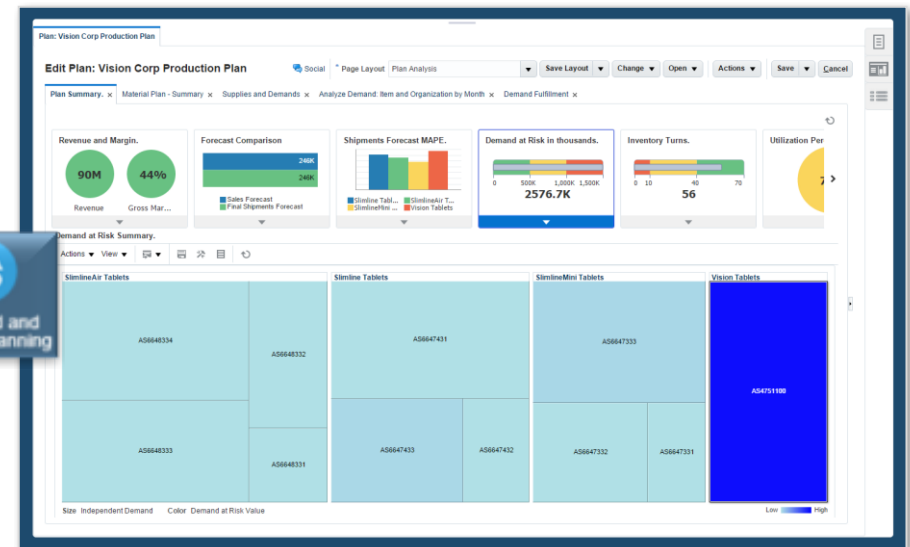 Plan: Vision Corp Production Plan
Edit Plan: Vision Corp Production Plan
Social
* Page Layout Plan Analysis
Save Layout
Change
Open
Actions
Save
Cancel
Plan Summary. x
Material Plan - Summary x
Supplies and Demands x
Analyze Demand: Item and Organization by Month x
Demand Fulfillment x
Revenue and Margin.
90M
44%
Revenue
Gross Mar...
Forecast Comparison
246K
246K
Sales Forecast
Final Shipments Forecast
Shipments Forecast MAPE.
Slimline Tabl...
SlimlineAir T...
SlimlineMini ...
Vision Tablets
Demand at Risk in thousands.
0 500K 1,000K 1,500K
2576.7K
Inventory Turns.
0 10 40 70
56
Utilization Per
7
Demand at Risk Summary.
Actions
View
SlimlineAir Tablets
AS6648334
AS6648332
AS6648333
AS6648331
Slimline Tablets
AS6647431
AS6647433
AS6647432
SlimlineMini Tablets
AS6647333
AS6647332
AS6647331
Vision Tablets
AS4751100
Size Independent Demand
Color Demand at Risk Value
Low
High
and
anning